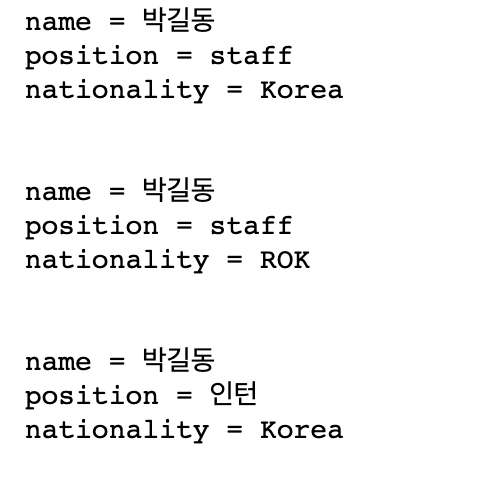 name = 박길동
position = staff
nationality = Korea
name = 박길동
position = staff
nationality = ROK
name = 박길동
position = 인턴
nationality = Korea